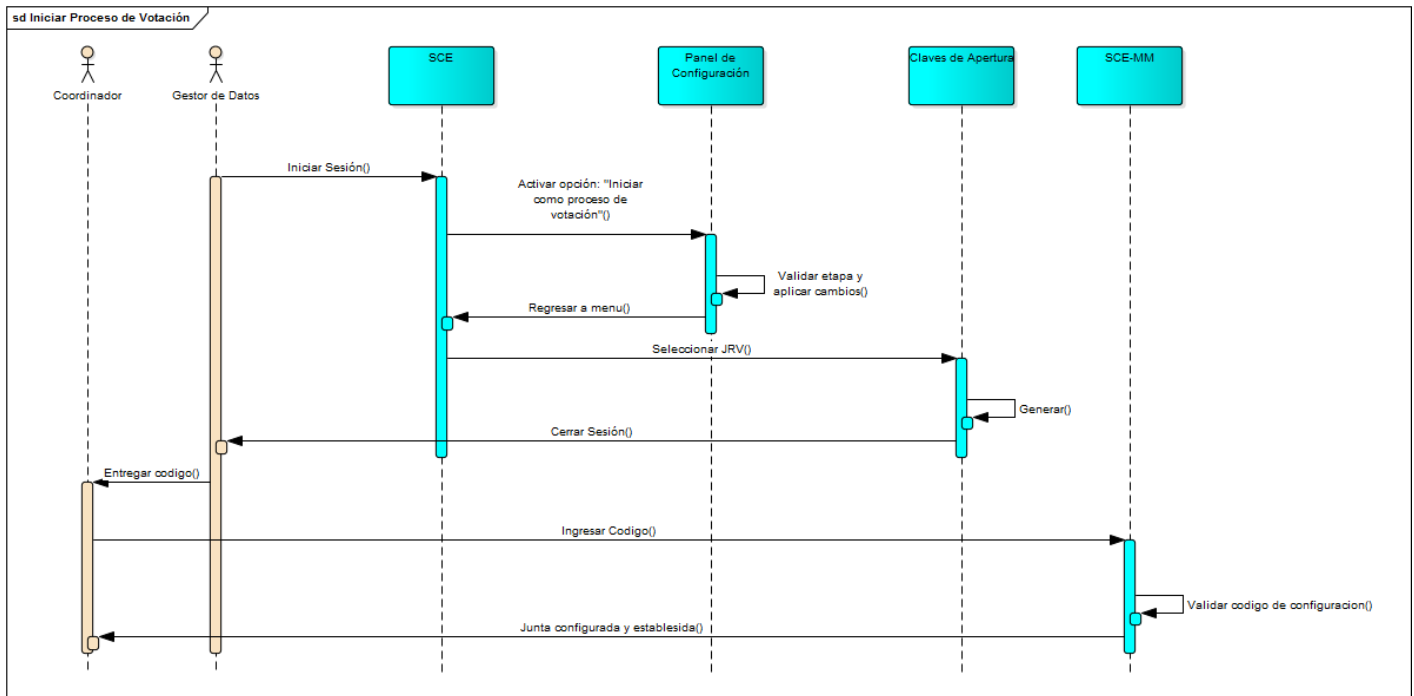 sd Iniciar Proceso de Votación
Coordinador
Gestor de Datos
SCE
Panel de
Configuración
Claves de Apertura
SCE-MM
Iniciar Sesión()
Activar opción: "Iniciar
como proceso de
votación"()
Validar etapa y
aplicar cambios()
Regresar a menu()
Seleccionar JRV()
Generar()
Cerrar Sesión()
Entregar codigo()
Ingresar Codigo()
Validar codigo de configuracion()
Junta configurada y establesida()